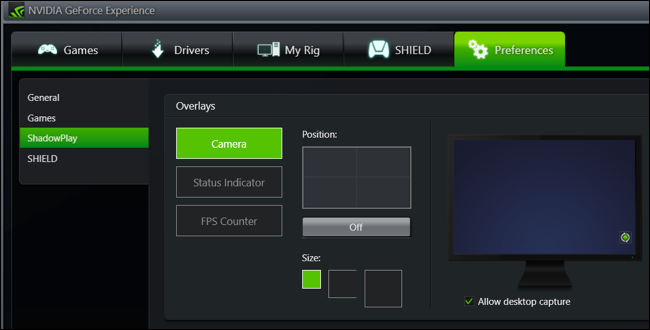 NVIDIA GeForce Experience
Games Drivers My Rig SHIELD Preferences
General
Games
ShadowPlay
SHIELD
Overlays
Camera
Status Indicator
FPS Counter
Position:
Off
Size:
Allow desktop capture